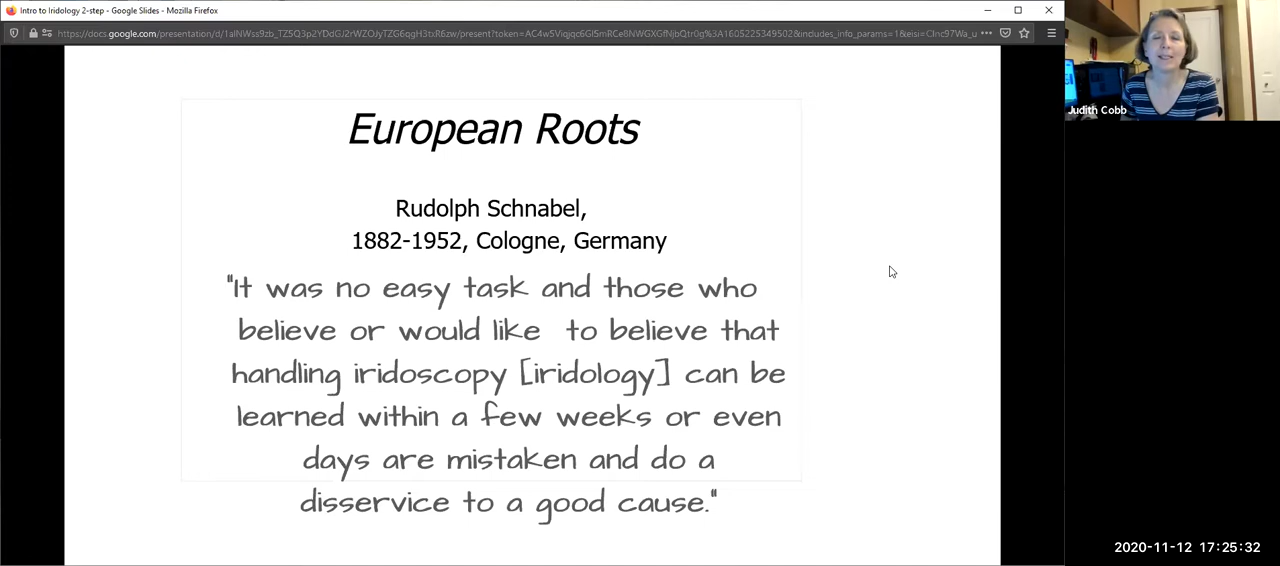 Intro to Iridology 2-step - Google Slides - Mozilla Firefox
European Roots
Rudolph Schnabel,
1882-1952, Cologne, Germany
"It was no easy task and those who
believe or would like to believe that
handling iridoscopy [iridology] can be
learned within a few weeks or even
days are mistaken and do a
disservice to a good cause."
Judith Cobb
2020-11-12 17:25:32